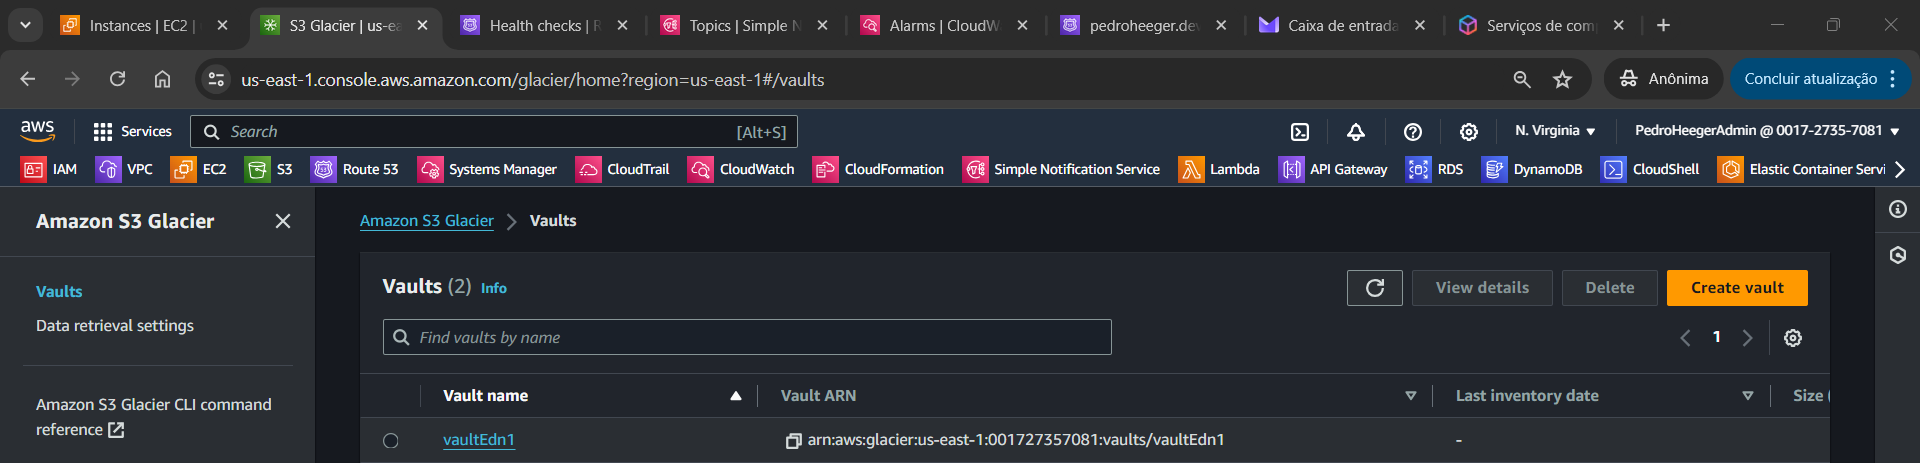 Instances | EC2 |
S3 Glacier | us-ea
Health checks | R
Topics | Simple N
Alarms | CloudW
pedroheeger.dev
Caixa de entrada
Serviços de com
us-east-1.console.aws.amazon.com/glacier/home?region=us-east-1#/vaults
Anônima
Concluir atualização
aws
Services
Search
[Alt+S]
N. Virginia
PedroHeegerAdmin @ 0017-2735-7081
IAM
VPC
EC2
S3
Route 53
Systems Manager
CloudTrail
CloudWatch
CloudFormation
Simple Notification Service
Lambda
API Gateway
RDS
DynamoDB
CloudShell
Elastic Container Servi
Amazon S3 Glacier
Vaults
Data retrieval settings
Amazon S3 Glacier CLI command
reference
Amazon S3 Glacier > Vaults
Vaults (2) Info
View details
Delete
Create vault
Find vaults by name
1
Vault name
Vault ARN
Last inventory date
Size (
vaultEdn1
arn:aws:glacier:us-east-1:001727357081:vaults/vaultEdn1
-